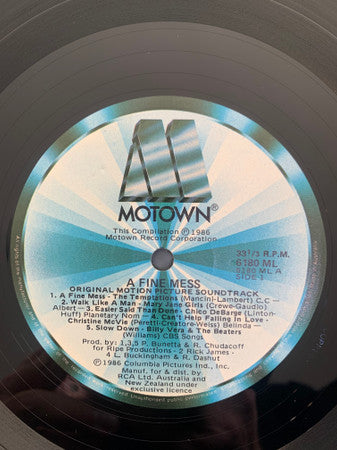 MOTOWN®
This Compilation ℗1986
Motown Record Corporation
33⅓ R.P.M.
6180 ML
6180 ML A
SIDE 1
A FINE MESS
ORIGINAL MOTION PICTURE SOUNDTRACK
1. A Fine Mess - The Temptations (Mancini-Lambert) C.C —
2. Walk Like A Man - Mary Jane Girls (Crewe-Gaudio)
Albert — 3. Easier Said Than Done - Chico DeBarge (Linton-
Huff) Planetary Nom — 4. Can't Help Falling In Love -
Christine McVie (Peretti-Creatore-Weiss) Belinda —
5. Slow Down - Billy Vera & The Beaters
(Williams) CBS Songs
Prod. by: 1,3,5 P. Bunetta & R. Chudacoff
for Ripe Productions - 2 Rick James -
4 L. Buckingham & R. Dashut
℗1986 Columbia Pictures Ind., Inc.
Manuf. for & dist. by
RCA Ltd. Australia and
New Zealand under
exclusive licence